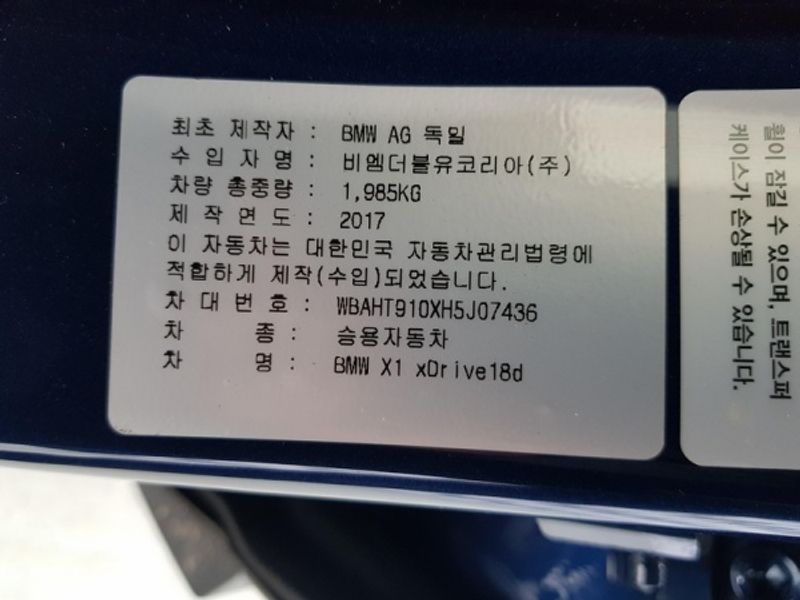 최초 제작자 : BMW AG 독일
수 입 자 명 : 비엠더블유코리아(주)
차량 총중량 : 1,985KG
제 작 연 도 : 2017
이 자동차는 대한민국 자동차관리법령에
적합하게 제작(수입)되었습니다.
차 대 번 호 : WBAHT910XH5J07436
차 종 : 승용자동차
차 명 : BMW X1 xDrive18d
휠이 잠길 수 있으며, 트랜스퍼
케이스가 손상될 수 있습니다.